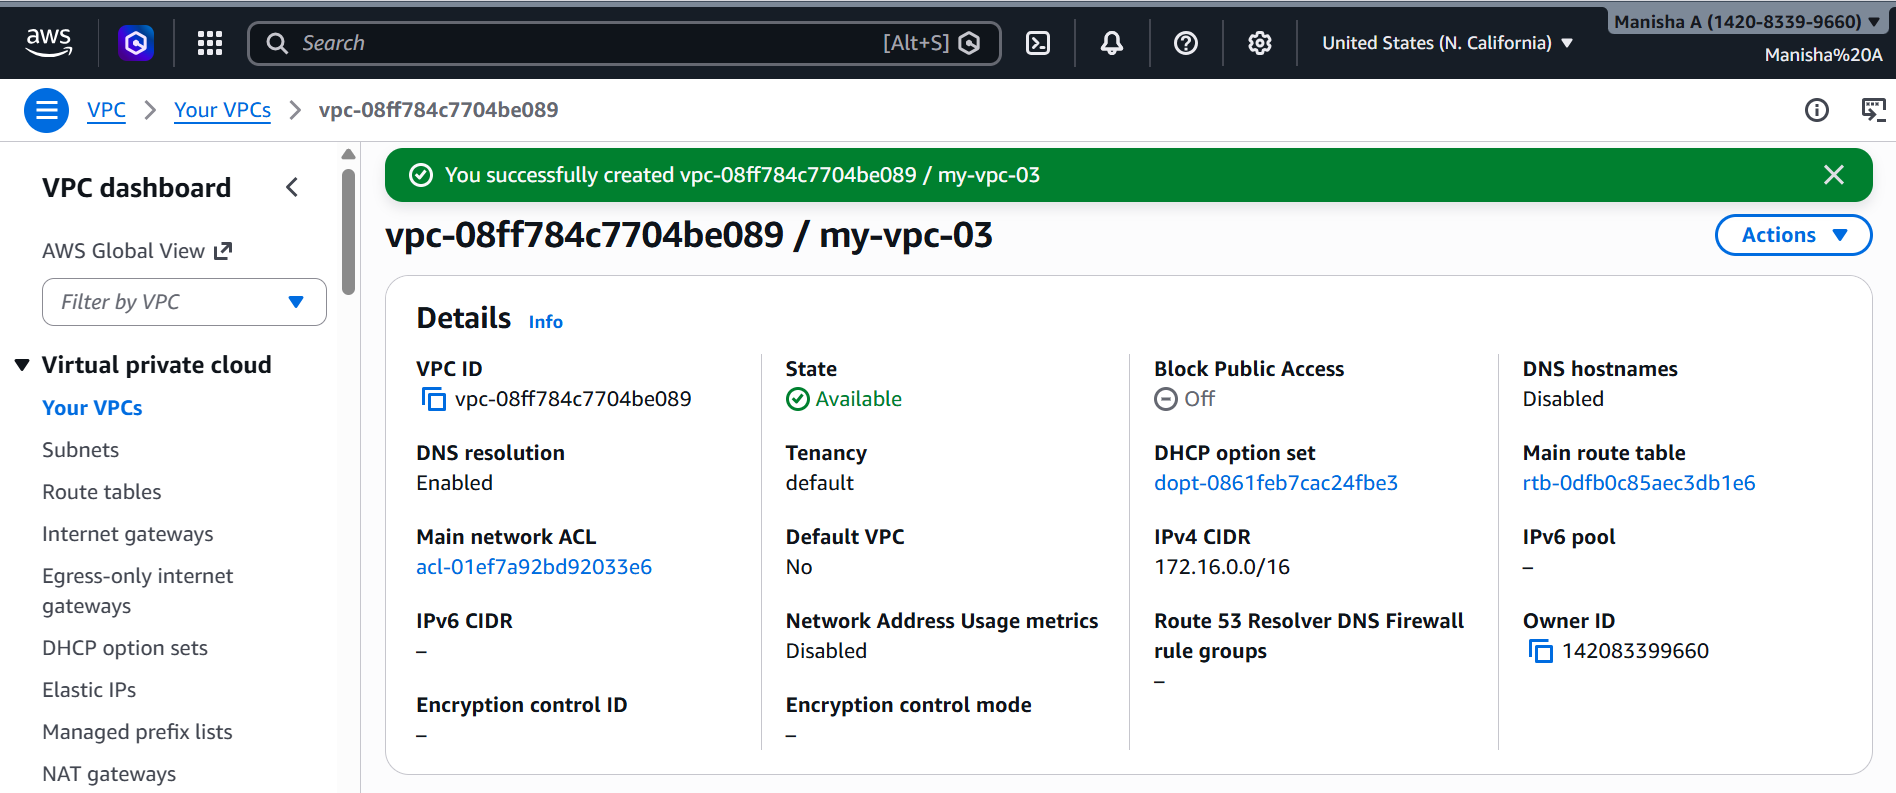 aws
Search [Alt+S]
United States (N. California)
Manisha A (1420-8339-9660)
Manisha%20A
VPC
Your VPCs
vpc-08ff784c7704be089
VPC dashboard
AWS Global View
Filter by VPC
Virtual private cloud
Your VPCs
Subnets
Route tables
Internet gateways
Egress-only internet
gateways
DHCP option sets
Elastic IPs
Managed prefix lists
NAT gateways
You successfully created vpc-08ff784c7704be089 / my-vpc-03
vpc-08ff784c7704be089 / my-vpc-03
Actions
Details Info
VPC ID
vpc-08ff784c7704be089
State
Available
Block Public Access
Off
DNS hostnames
Disabled
DNS resolution
Enabled
Tenancy
default
DHCP option set
dopt-0861feb7cac24fbe3
Main route table
rtb-0dfb0c85aec3db1e6
Main network ACL
acl-01ef7a92bd92033e6
Default VPC
No
IPv4 CIDR
172.16.0.0/16
IPv6 pool
–
IPv6 CIDR
–
Network Address Usage metrics
Disabled
Route 53 Resolver DNS Firewall
rule groups
–
Owner ID
142083399660
Encryption control ID
–
Encryption control mode
–